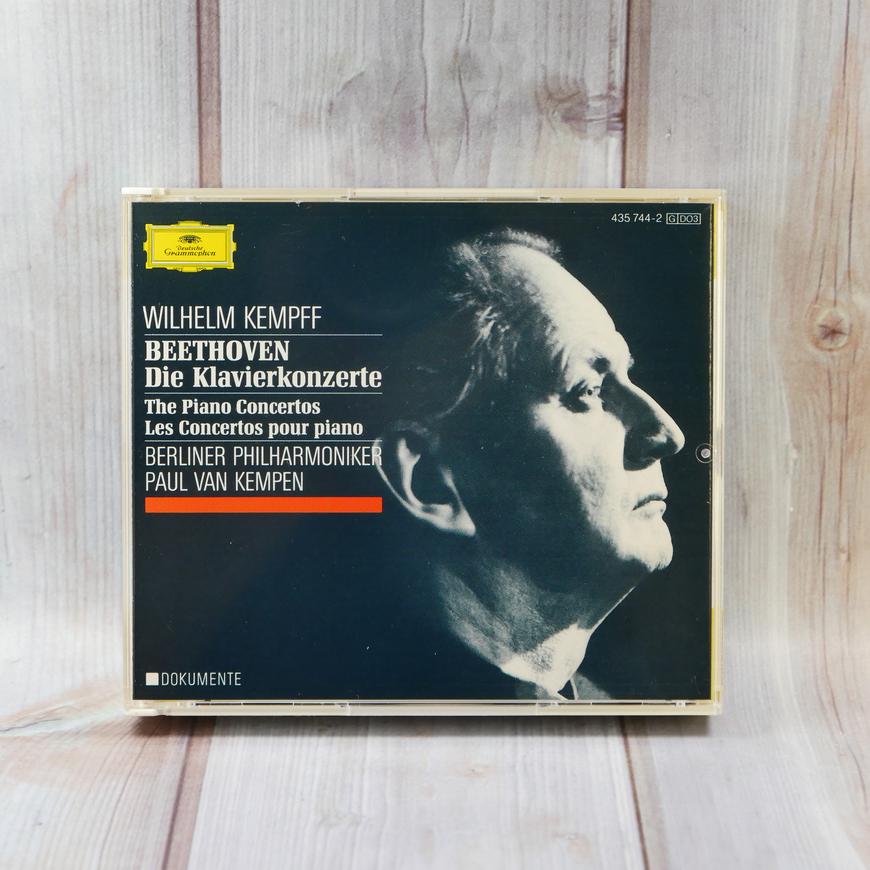 435 744-2 G DO3
Deutsche
Grammophon
WILHELM KEMPFF
BEETHOVEN
Die Klavierkonzerte
The Piano Concertos
Les Concertos pour piano
BERLINER PHILHARMONIKER
PAUL VAN KEMPEN
DOKUMENTE